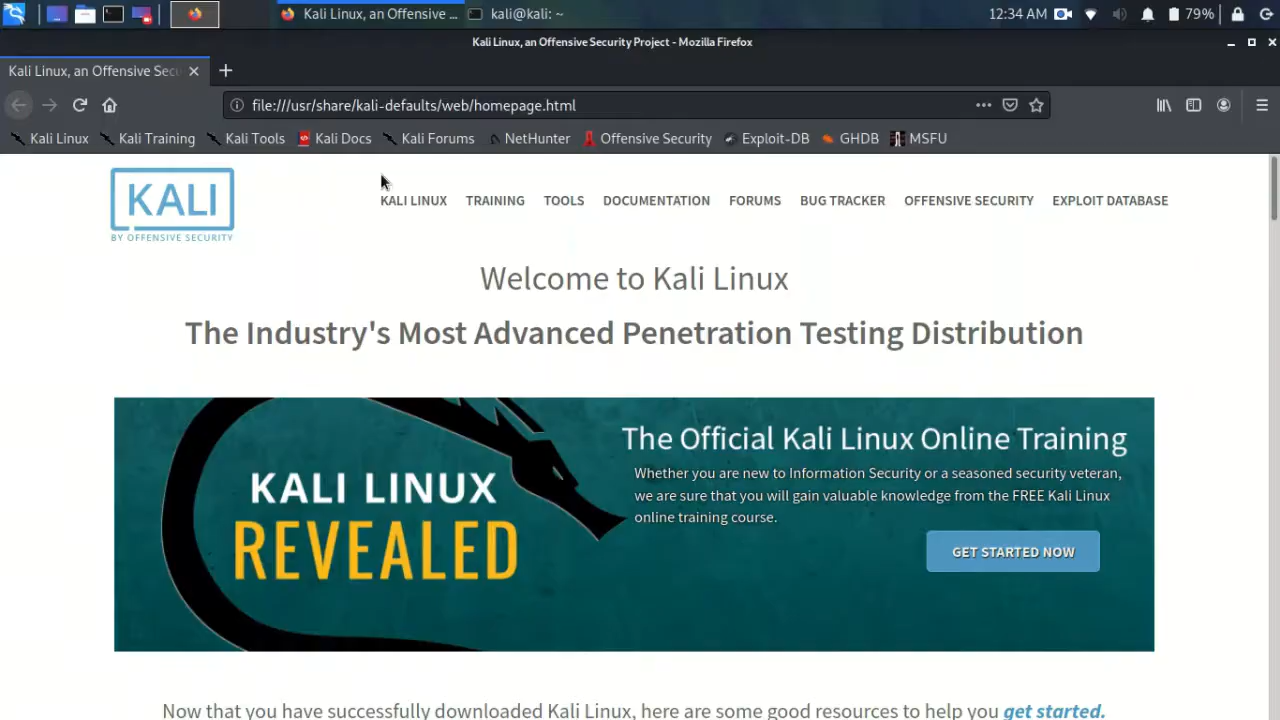 Kali Linux, an Offensive ...
kali@kali: ~
12:34 AM
79%
Kali Linux, an Offensive Security Project - Mozilla Firefox
Kali Linux, an Offensive Secu
file:///usr/share/kali-defaults/web/homepage.html
Kali Linux Kali Training Kali Tools Kali Docs Kali Forums NetHunter Offensive Security Exploit-DB GHDB MSFU
KALI
BY OFFENSIVE SECURITY
KALI LINUX TRAINING TOOLS DOCUMENTATION FORUMS BUG TRACKER OFFENSIVE SECURITY EXPLOIT DATABASE
Welcome to Kali Linux
The Industry's Most Advanced Penetration Testing Distribution
KALI LINUX
REVEALED
The Official Kali Linux Online Training
Whether you are new to Information Security or a seasoned security veteran,
we are sure that you will gain valuable knowledge from the FREE Kali Linux
online training course.
GET STARTED NOW
Now that you have successfully downloaded Kali Linux, here are some good resources to help you get started.